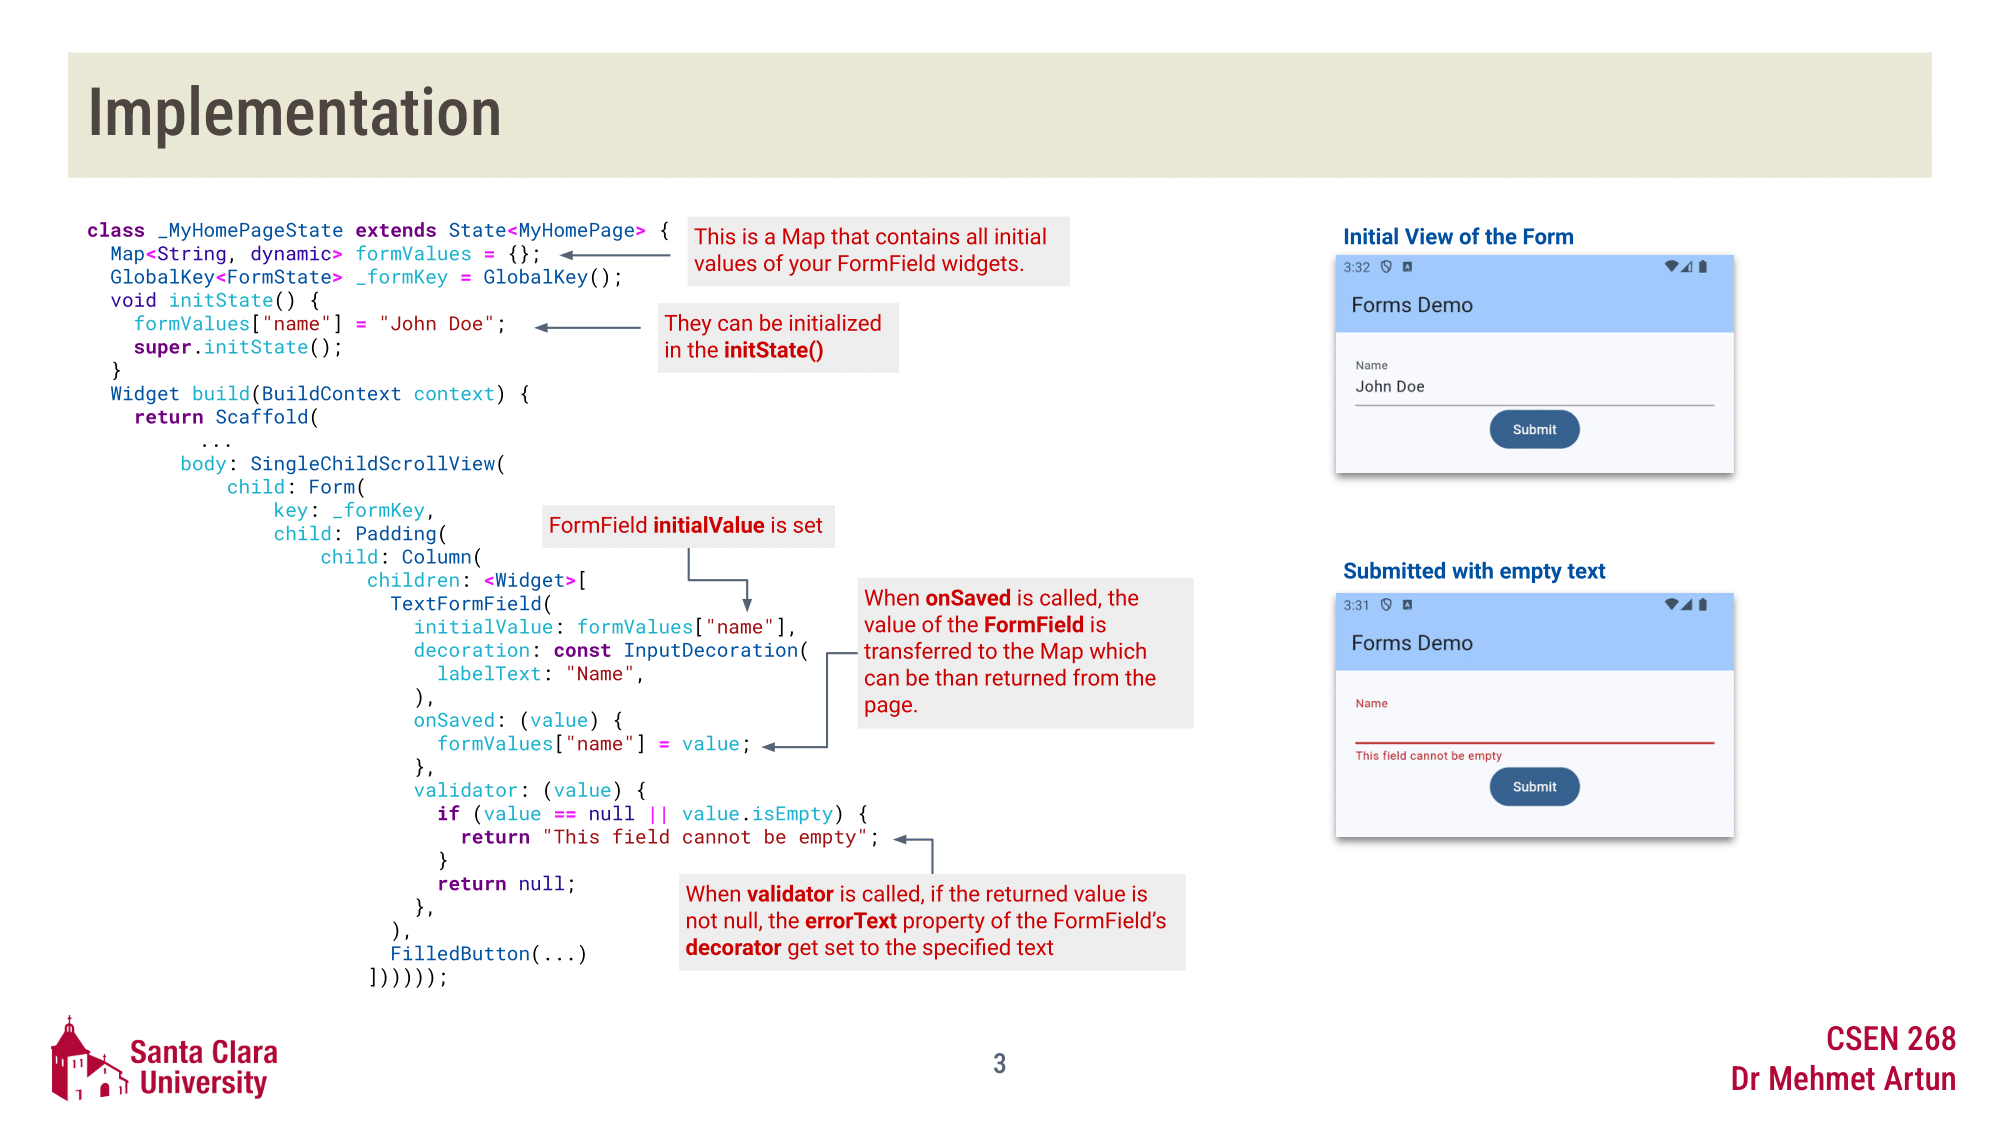 Implementation
class _MyHomePageState extends State<MyHomePage> {
  Map<String, dynamic> formValues = {};
  GlobalKey<FormState> _formKey = GlobalKey();
  void initState() {
    formValues["name"] = "John Doe";
    super.initState();
  }
  Widget build(BuildContext context) {
    return Scaffold(
          ...
        body: SingleChildScrollView(
            child: Form(
                key: _formKey,
                child: Padding(
                    child: Column(
                        children: <Widget>[
                          TextFormField(
                            initialValue: formValues["name"],
                            decoration: const InputDecoration(
                              labelText: "Name",
                            ),
                            onSaved: (value) {
                              formValues["name"] = value;
                            },
                            validator: (value) {
                              if (value == null || value.isEmpty) {
                                return "This field cannot be empty";
                              }
                              return null;
                            },
                          ),
                          FilledButton(...)
                        ])))));
This is a Map that contains all initial
values of your FormField widgets.
They can be initialized
in the initState()
FormField initialValue is set
When onSaved is called, the
value of the FormField is
transferred to the Map which
can be than returned from the
page.
When validator is called, if the returned value is
not null, the errorText property of the FormField’s
decorator get set to the specified text
Initial View of the Form
3:32
Forms Demo
Name
John Doe
Submit
Submitted with empty text
3:31
Forms Demo
Name
This field cannot be empty
Submit
Santa Clara
University
3
CSEN 268
Dr Mehmet Artun